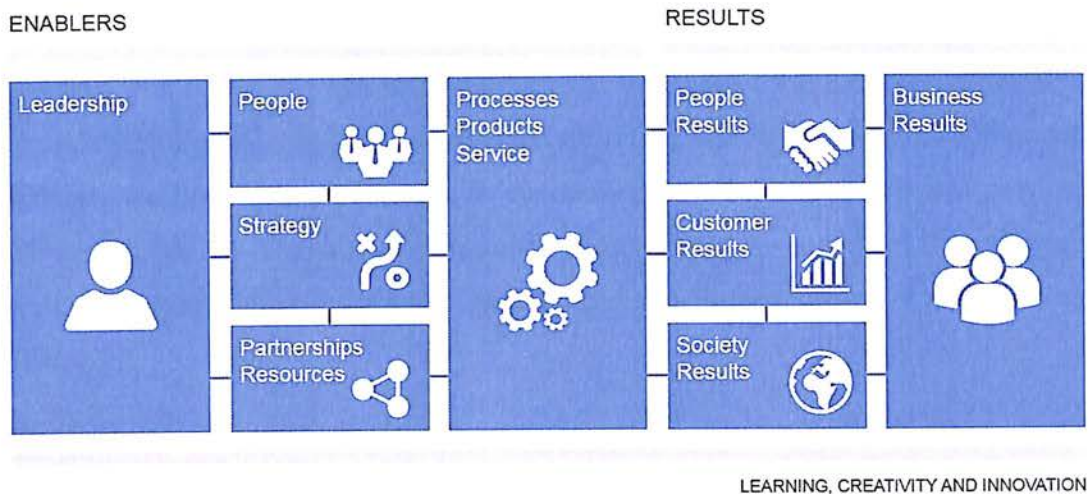 ENABLERS
RESULTS
Leadership
People
Processes
Products
Service
People
Results
Business
Results
Strategy
Customer
Results
Partnerships
Resources
Society
Results
LEARNING, CREATIVITY AND INNOVATION